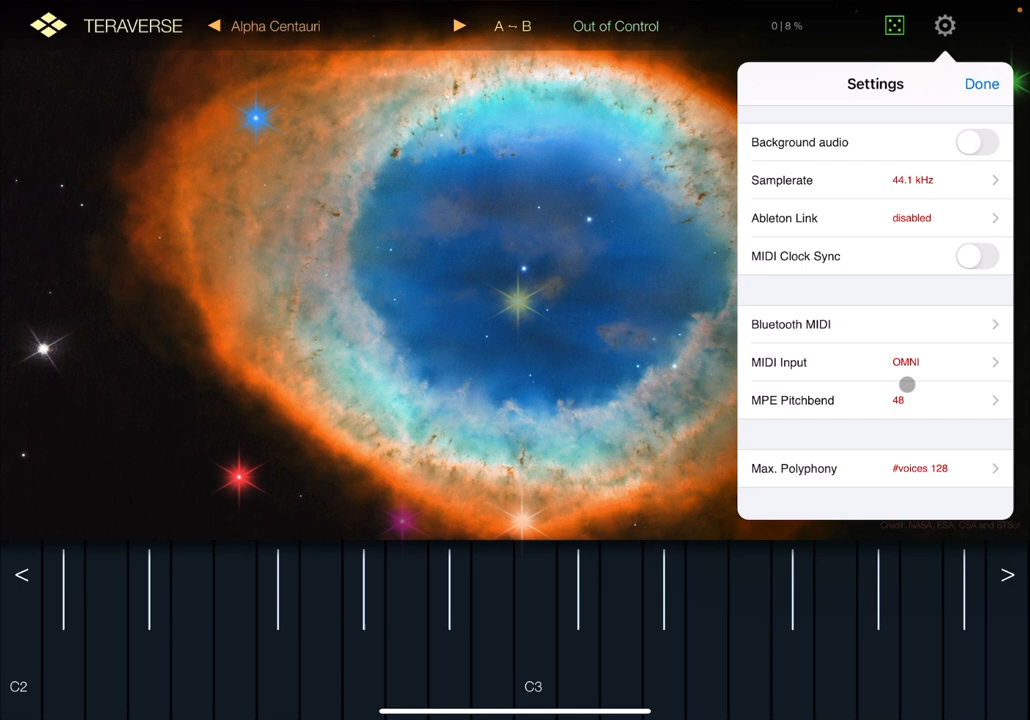 TERAVERSE Alpha Centauri A – B Out of Control 0 | 8 %
Settings Done
Background audio
Samplerate 44.1 kHz >
Ableton Link disabled >
MIDI Clock Sync
Bluetooth MIDI >
MIDI Input OMNI >
MPE Pitchbend 48 >
Max. Polyphony #voices 128 >
Credit: NASA, ESA, CSA and STScI
< >
C2 C3